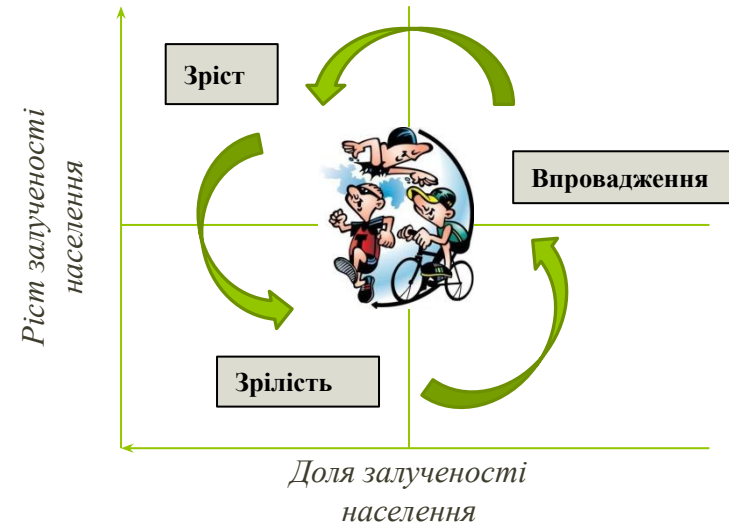 Зріст
Впровадження
Зрілість
Ріст залученості
населення
Доля залученості
населення